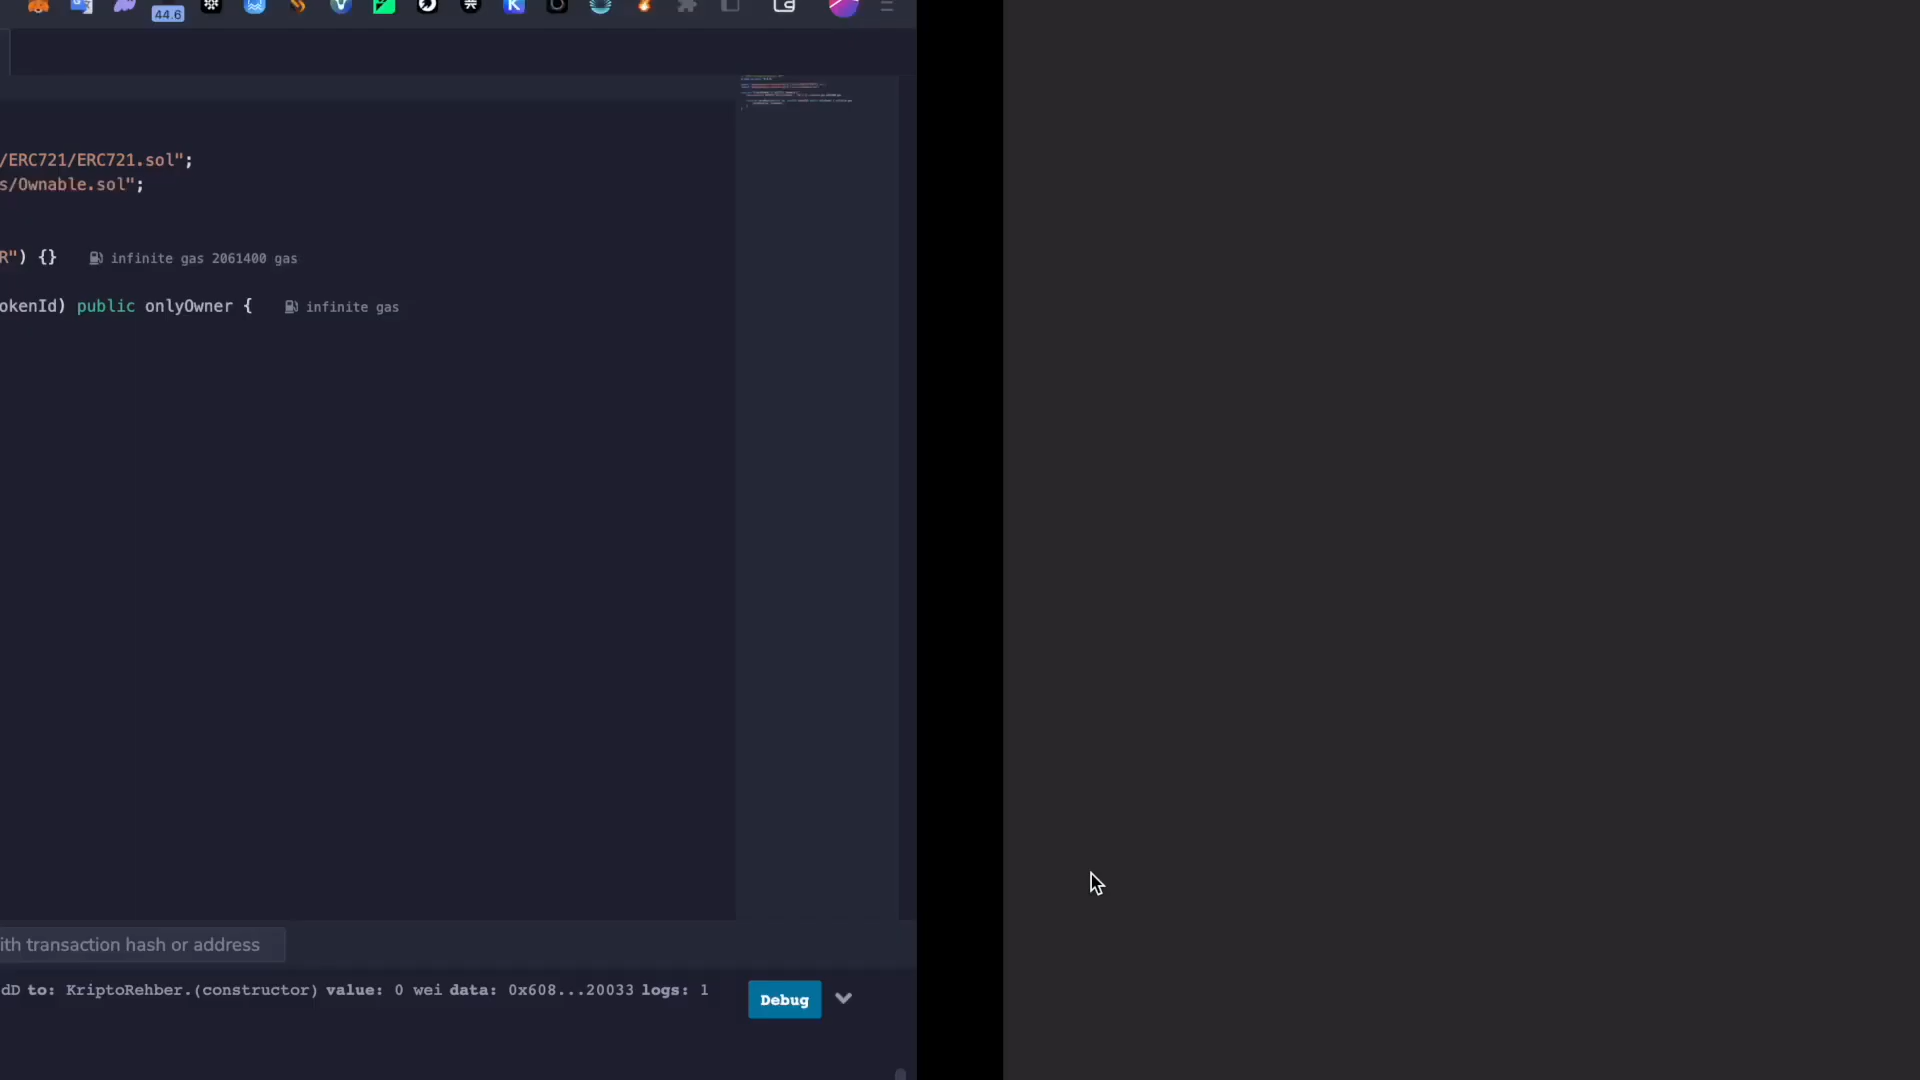 44.6
/ERC721/ERC721.sol";
s/Ownable.sol";
R") {} infinite gas 2061400 gas
okenId) public onlyOwner { infinite gas
ith transaction hash or address
dD to: KriptoRehber.(constructor) value: 0 wei data: 0x608...20033 logs: 1
Debug